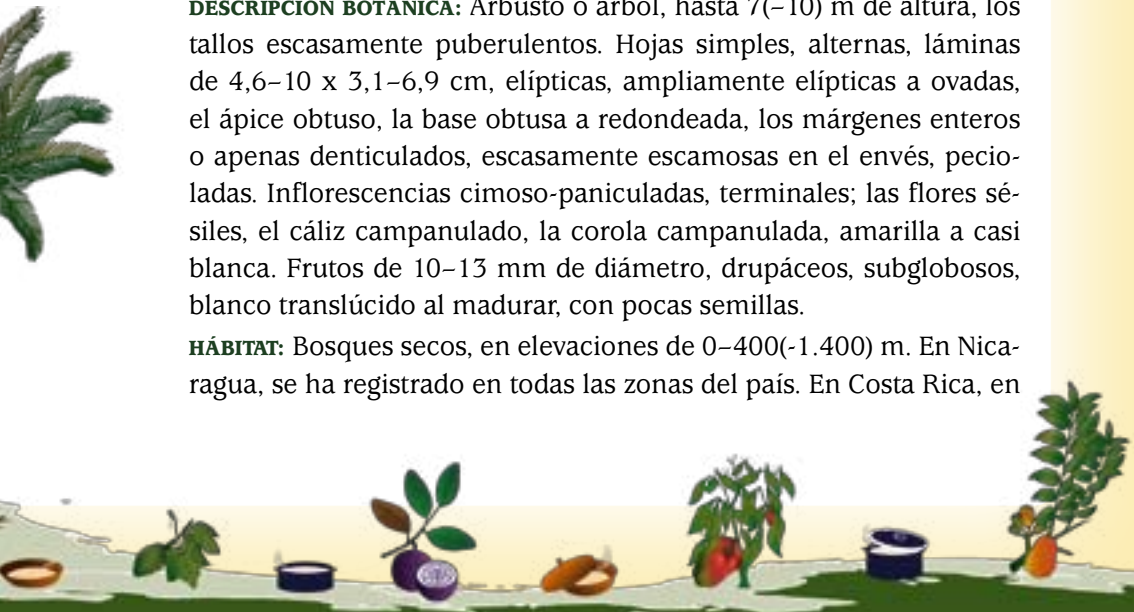 DESCRIPCIÓN BOTÁNICA: Arbusto o árbol, hasta 7(–10) m de altura, los
tallos escasamente puberulentos. Hojas simples, alternas, láminas
de 4,6–10 x 3,1–6,9 cm, elípticas, ampliamente elípticas a ovadas,
el ápice obtuso, la base obtusa a redondeada, los márgenes enteros
o apenas denticulados, escasamente escamosas en el envés, pecio-
ladas. Inflorescencias cimoso-paniculadas, terminales; las flores sé-
siles, el cáliz campanulado, la corola campanulada, amarilla a casi
blanca. Frutos de 10–13 mm de diámetro, drupáceos, subglobosos,
blanco translúcido al madurar, con pocas semillas.
HÁBITAT: Bosques secos, en elevaciones de 0–400(-1.400) m. En Nica-
ragua, se ha registrado en todas las zonas del país. En Costa Rica, en